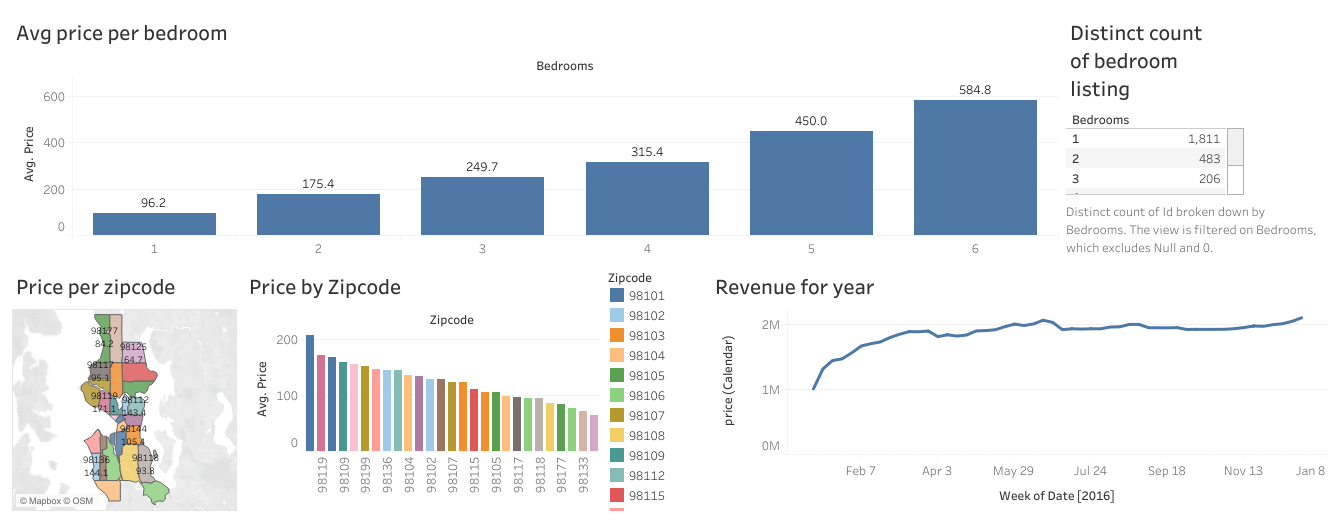 Avg price per bedroom
Bedrooms
Avg. Price
600
400
200
0
96.2
175.4
249.7
315.4
450.0
584.8
1
2
3
4
5
6
Distinct count
of bedroom
listing
Bedrooms
1 1,811
2 483
3 206
Distinct count of Id broken down by
Bedrooms. The view is filtered on Bedrooms,
which excludes Null and 0.
Price per zipcode
98177
84.2
98125
64.7
98117
95.1
98119
171.1
98112
143.4
98144
105.4
98136
144.1
98118
93.8
© Mapbox © OSM
Price by Zipcode
Zipcode
Avg. Price
200
100
0
98119
98109
98199
98136
98104
98102
98107
98115
98105
98117
98118
98177
98133
Zipcode
98101
98102
98103
98104
98105
98106
98107
98108
98109
98112
98115
Revenue for year
price (Calendar)
2M
1M
0M
Feb 7
Apr 3
May 29
Jul 24
Sep 18
Nov 13
Jan 8
Week of Date [2016]